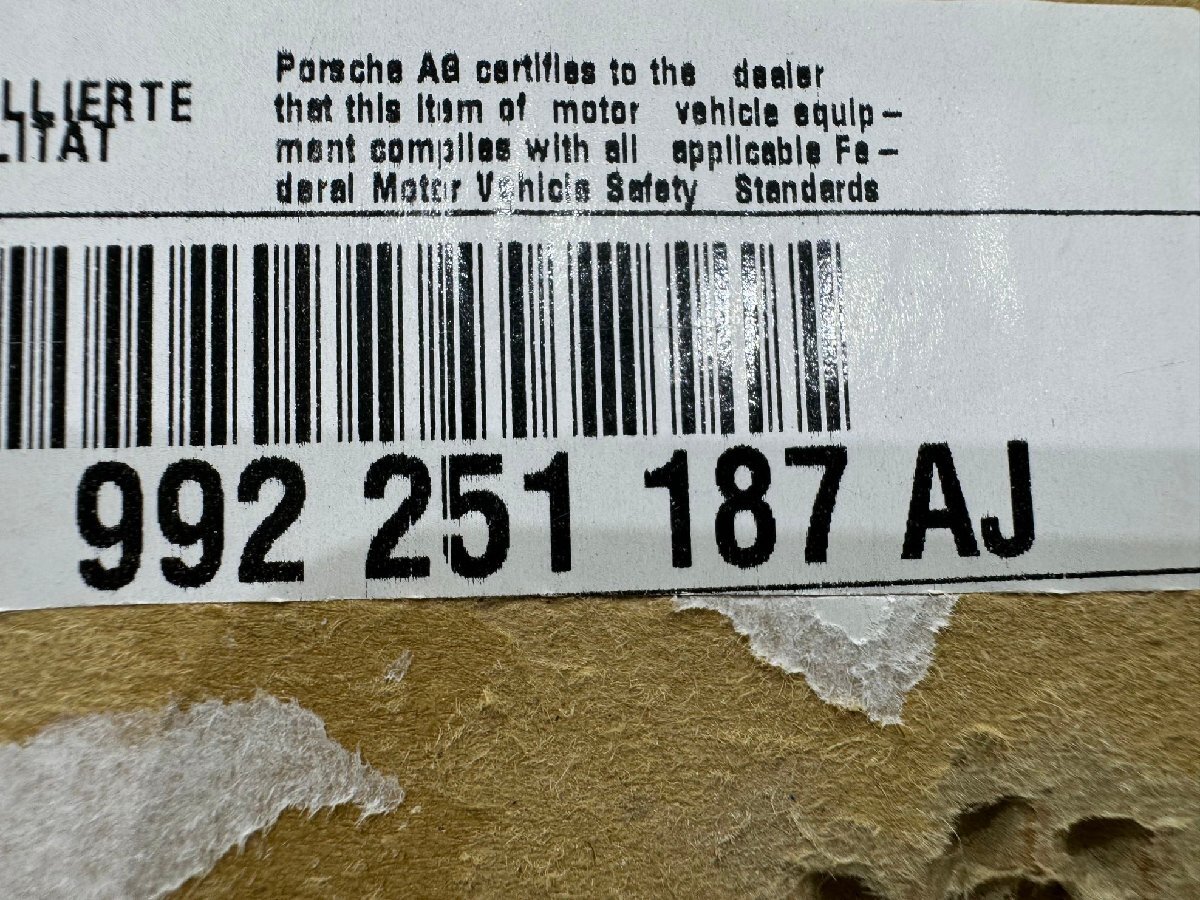 LLIERTE
LITÄT
Porsche AG certifies to the dealer
that this item of motor vehicle equip-
ment complies with all applicable Fe-
deral Motor Vehicle Safety Standards
992 251 187 AJ